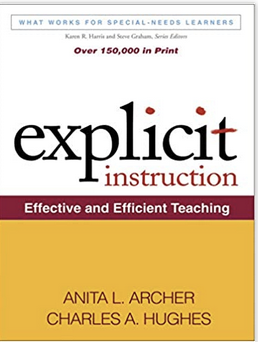 WHAT WORKS FOR SPECIAL-NEEDS LEARNERS
Karen R. Harris and Steve Graham, Series Editors
Over 150,000 in Print
explicit
instruction
Effective and Efficient Teaching
ANITA L. ARCHER
CHARLES A. HUGHES